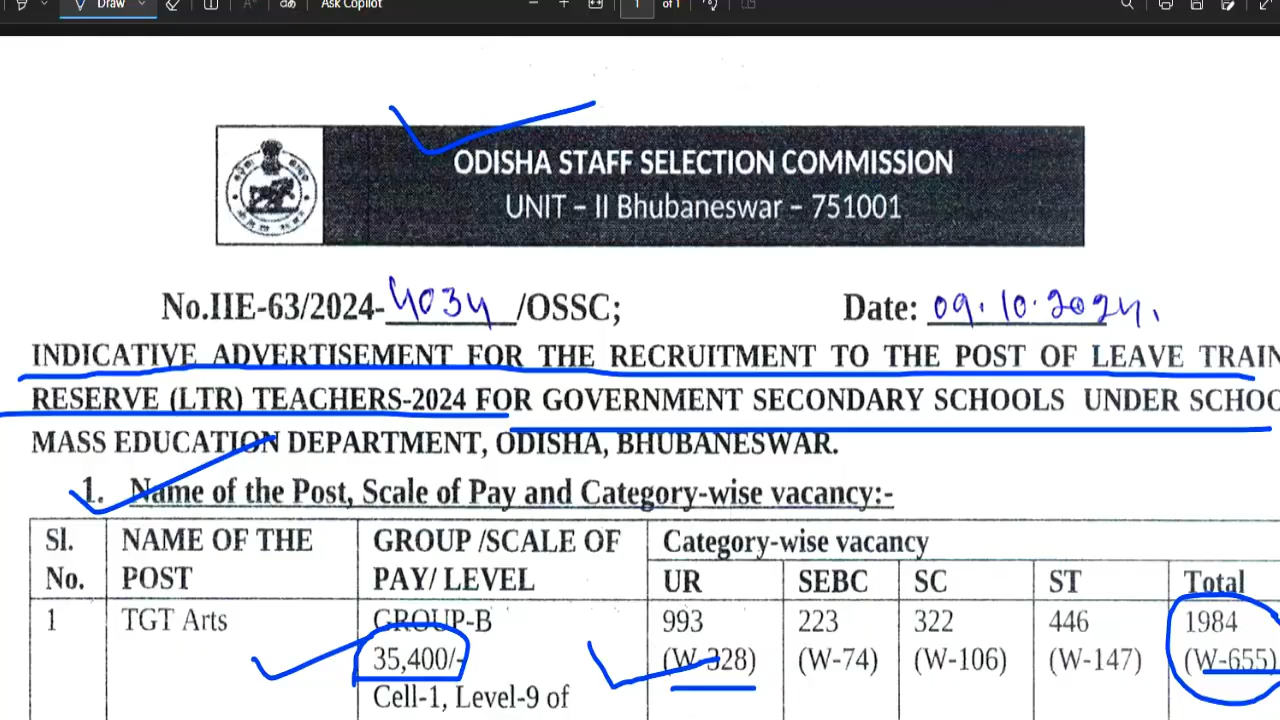 Draw
Ask Copilot
1 of 1
ODISHA STAFF SELECTION COMMISSION
UNIT – II Bhubaneswar – 751001
No.IIE-63/2024-4034/OSSC; Date: 09.10.2024.
INDICATIVE ADVERTISEMENT FOR THE RECRUITMENT TO THE POST OF LEAVE TRAIN
RESERVE (LTR) TEACHERS-2024 FOR GOVERNMENT SECONDARY SCHOOLS UNDER SCHOO
MASS EDUCATION DEPARTMENT, ODISHA, BHUBANESWAR.
1. Name of the Post, Scale of Pay and Category-wise vacancy:-
Sl. NAME OF THE GROUP /SCALE OF Category-wise vacancy
No. POST PAY/ LEVEL UR SEBC SC ST Total
1 TGT Arts GROUP-B 993 223 322 446 1984
35,400/- (W-328) (W-74) (W-106) (W-147) (W-655)
Cell-1, Level-9 of